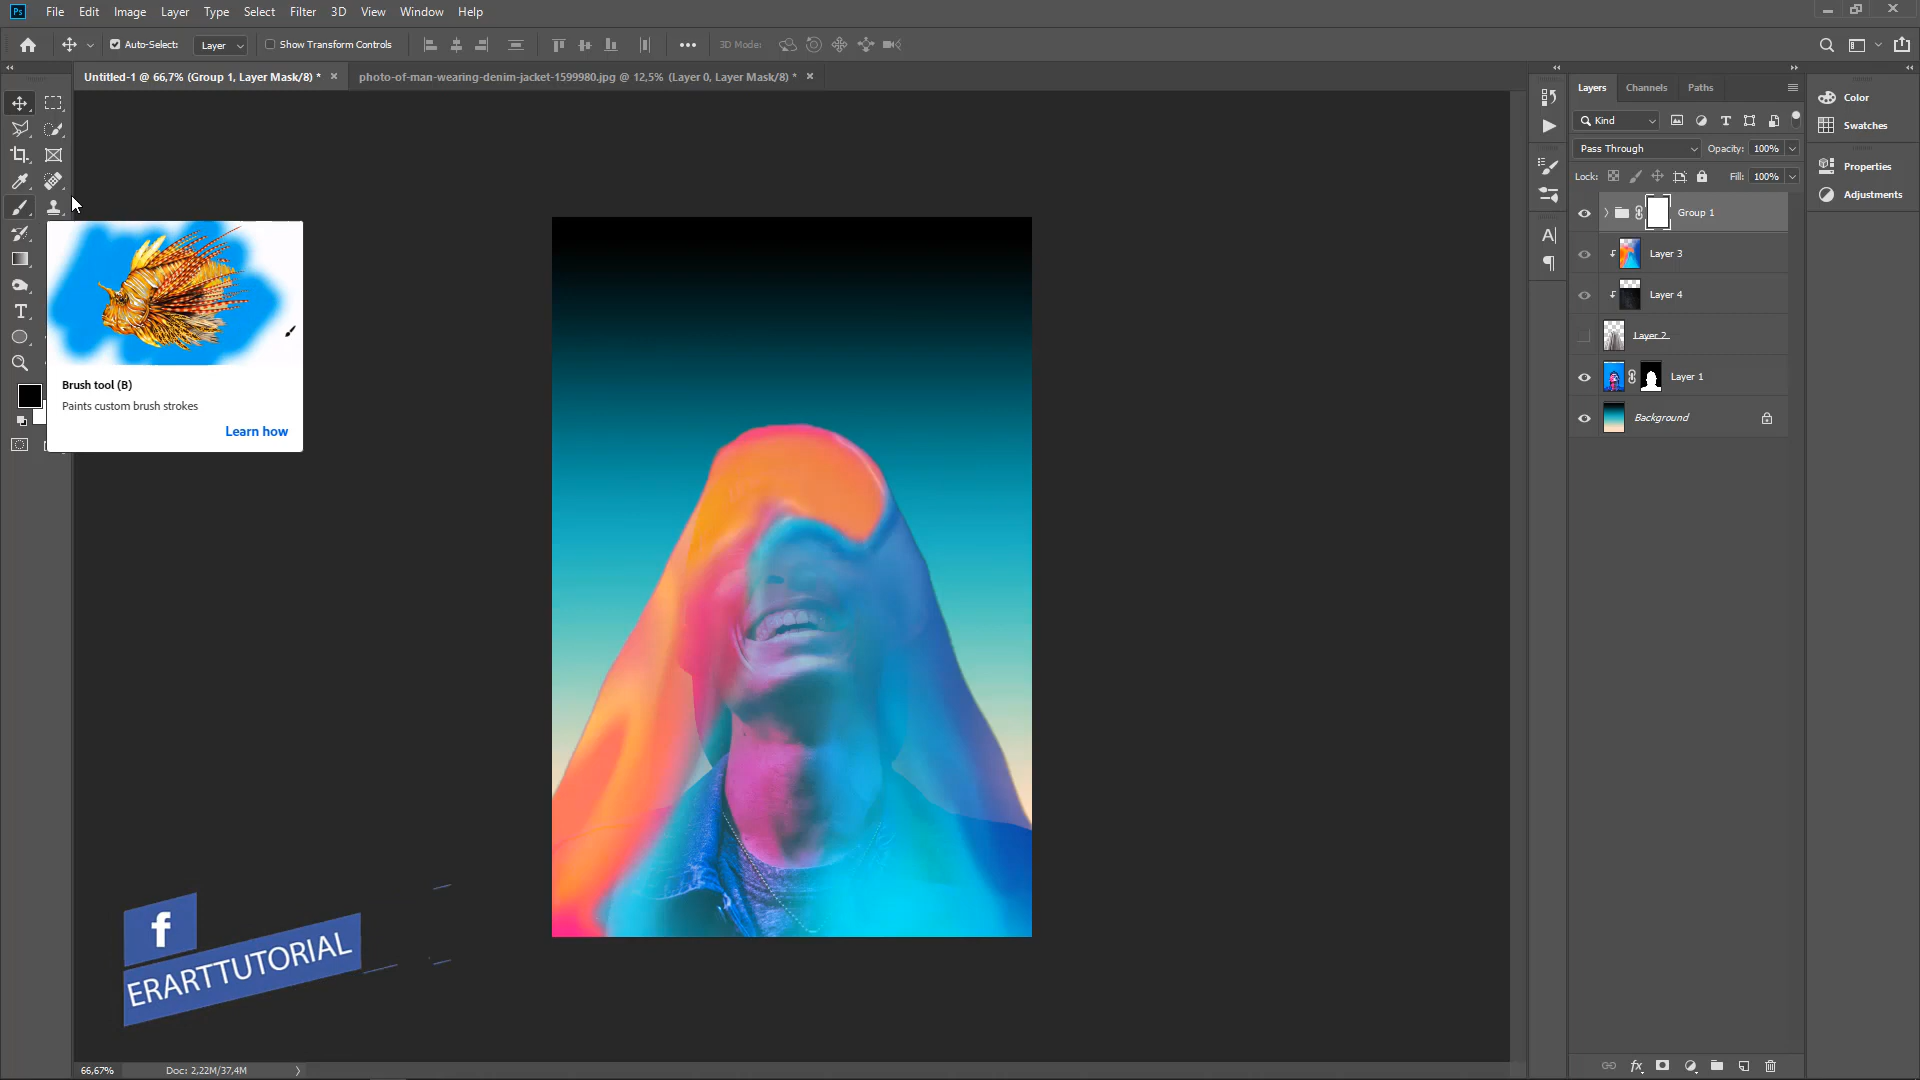 Ps File Edit Image Layer Type Select Filter 3D View Window Help
Auto-Select: Layer Show Transform Controls 3D Mode:
Untitled-1 @ 66,7% (Group 1, Layer Mask/8) * × photo-of-man-wearing-denim-jacket-1599980.jpg @ 12,5% (Layer 0, Layer Mask/8) * ×
Layers Channels Paths
Color
Swatches
Properties
Adjustments
Kind
Pass Through Opacity: 100%
Lock: Fill: 100%
Group 1
Layer 3
Layer 4
Layer 2
Layer 1
Background
Brush tool (B)
Paints custom brush strokes
Learn how
f
ERARTTUTORIAL
66,67% Doc: 2,22M/37,4M